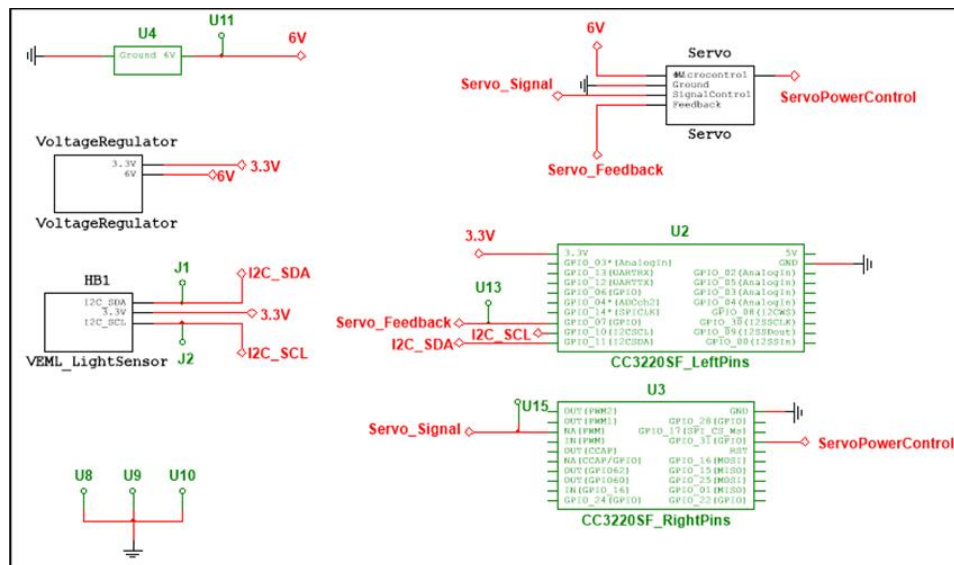 U4
U11
6V
Ground 6V
VoltageRegulator
3.3V
6V
3.3V
6V
VoltageRegulator
HB1
J1
I2C_SDA
I2C_SDA
3.3V
3.3V
I2C_SCL
J2
I2C_SCL
VEML_LightSensor
U8 U9 U10
6V
Servo
Servo_Signal
Ground
SignalControl
Feedback
ServoPowerControl
Servo
Servo_Feedback
U2
3.3V
3.3V 5V
GPIO_03*(AnalogIn) GND
GPIO_13(UARTRX) GPIO_02(AnalogIn)
GPIO_12(UARTTX) GPIO_05(AnalogIn)
GPIO_06(GPIO) GPIO_03(AnalogIn)
GPIO_04*(ADCch2) GPIO_04(AnalogIn)
GPIO_14*(SPICLK) GPIO_08(I2CWS)
GPIO_07(GPIO) GPIO_30(I2SSCLK)
GPIO_10(I2CSCL) GPIO_09(I2SSDout)
GPIO_11(I2CSDA) GPIO_00(I2SSIn)
U13
Servo_Feedback
I2C_SCL
I2C_SDA
CC3220SF_LeftPins
U3
U15
Servo_Signal
OUT(PWM2) GND
OUT(PWM1) GPIO_28(GPIO)
NA(PWM) GPIO_17(SPI_CS_Ws)
IN(PWM) GPIO_31(GPIO)
OUT(CCAP) RST
NA(CCAP/GPIO) GPIO_16(MOSI)
OUT(GPIO62) GPIO_15(MISO)
OUT(GPIO60) GPIO_25(MOSI)
IN(GPIO_16) GPIO_01(MISO)
GPIO_24(GPIO) GPIO_22(GPIO)
ServoPowerControl
CC3220SF_RightPins